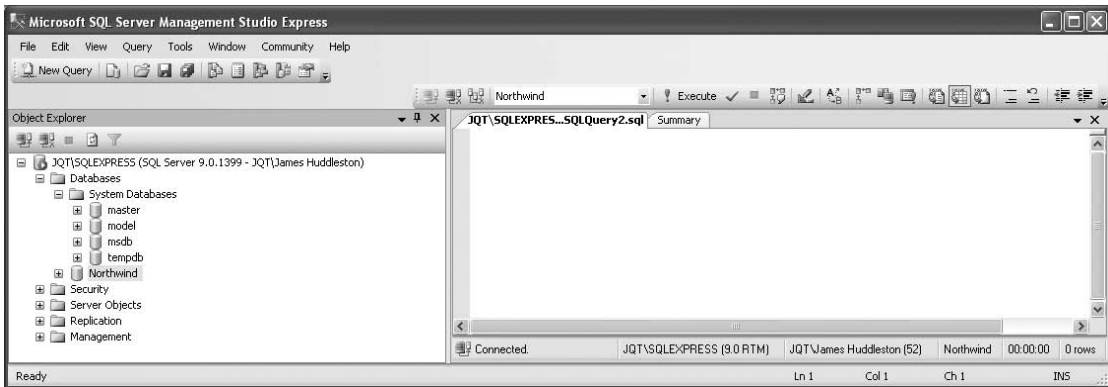 Microsoft SQL Server Management Studio Express
File Edit View Query Tools Window Community Help
New Query
Northwind Execute
Object Explorer
JQT\SQLEXPRES...SQLQuery2.sql Summary
JQT\SQLEXPRESS (SQL Server 9.0.1399 - JQT\James Huddleston)
Databases
System Databases
master
model
msdb
tempdb
Northwind
Security
Server Objects
Replication
Management
Connected. JQT\SQLEXPRESS (9.0 RTM) JQT\James Huddleston (52) Northwind 00:00:00 0 rows
Ready Ln 1 Col 1 Ch 1 INS